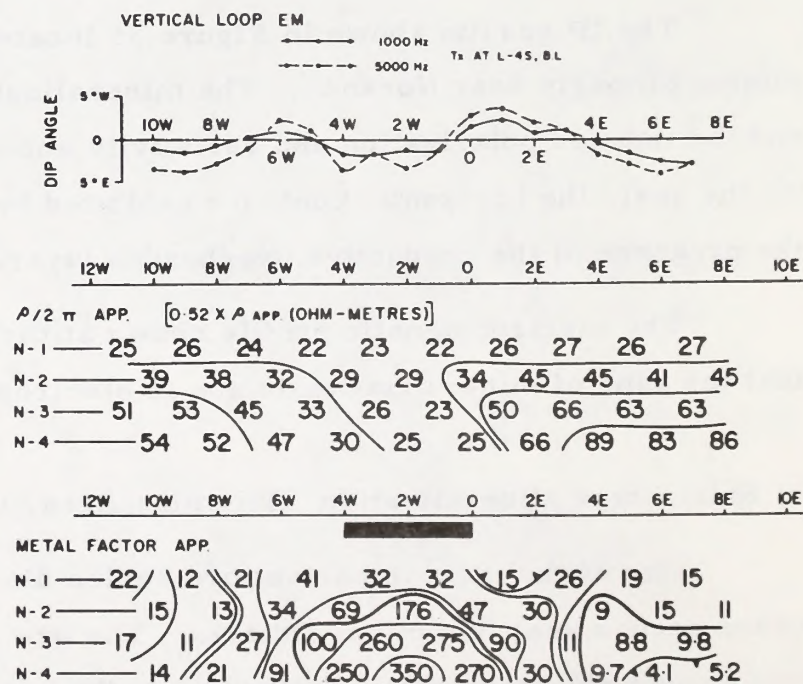 VERTICAL LOOP EM
1000 Hz
5000 Hz
Tx AT L-4S, BL
DIP ANGLE
5°W
0
5°E
10W 8W 4W 2W 4E 6E 8E
6W 0 2E
12W 10W 8W 6W 4W 2W 0 2E 4E 6E 8E 10E
ρ/2 π APP. [0·52 X ρ APP. (OHM-METRES)]
N-1 25 26 24 22 23 22 26 27 26 27
N-2 39 38 32 29 29 34 45 45 41 45
N-3 51 53 45 33 26 23 50 66 63 63
N-4 54 52 47 30 25 25 66 89 83 86
12W 10W 8W 6W 4W 2W 0 2E 4E 6E 8E 10E
METAL FACTOR APP.
N-1 22 12 21 41 32 32 15 26 19 15
N-2 15 13 34 69 176 47 30 9 15 11
N-3 17 11 27 100 260 275 90 11 8·8 9·8
N-4 14 21 91 250 350 270 30 9·7 4·1 5·2